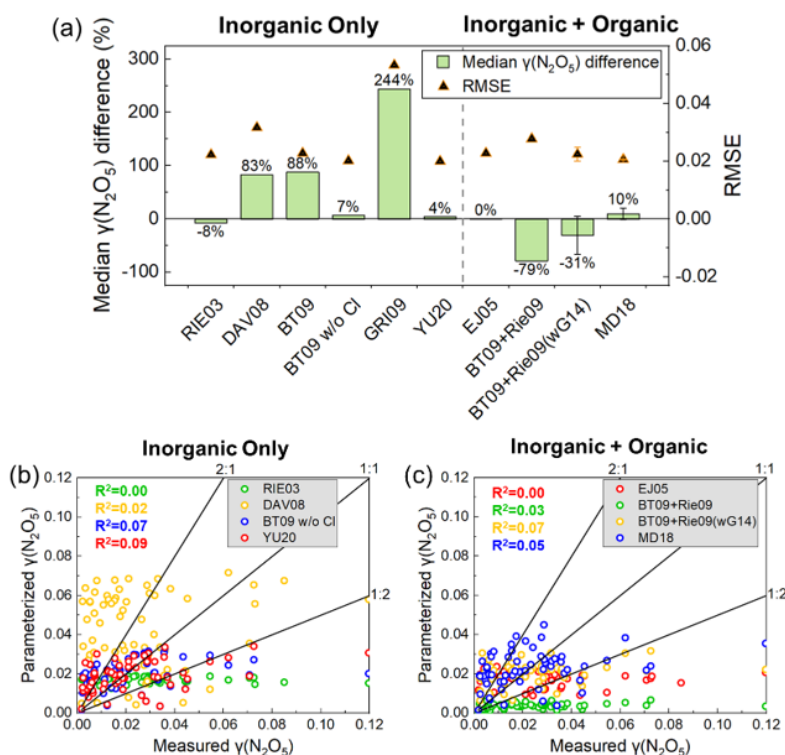 (a) Inorganic Only Inorganic + Organic
Median γ(N₂O₅) difference (%)
300
200
100
0
-100
Median γ(N₂O₅) difference
RMSE
-8%
83%
88%
7%
244%
4%
0%
-79%
-31%
10%
0.06
0.04
0.02
0.00
-0.02
RMSE
RIE03
DAV08
BT09
BT09 w/o Cl
GRI09
YU20
EJ05
BT09+Rie09
BT09+Rie09(wG14)
MD18
(b) Inorganic Only
2:1
1:1
1:2
R²=0.00
R²=0.02
R²=0.07
R²=0.09
RIE03
DAV08
BT09 w/o Cl
YU20
Parameterized γ(N₂O₅)
0.12
0.10
0.08
0.06
0.04
0.02
0.00
0.00 0.02 0.04 0.06 0.08 0.10 0.12
Measured γ(N₂O₅)
(c) Inorganic + Organic
2:1
1:1
1:2
R²=0.00
R²=0.03
R²=0.07
R²=0.05
EJ05
BT09+Rie09
BT09+Rie09(wG14)
MD18
Parameterized γ(N₂O₅)
0.12
0.10
0.08
0.06
0.04
0.02
0.00
0.00 0.02 0.04 0.06 0.08 0.10 0.12
Measured γ(N₂O₅)